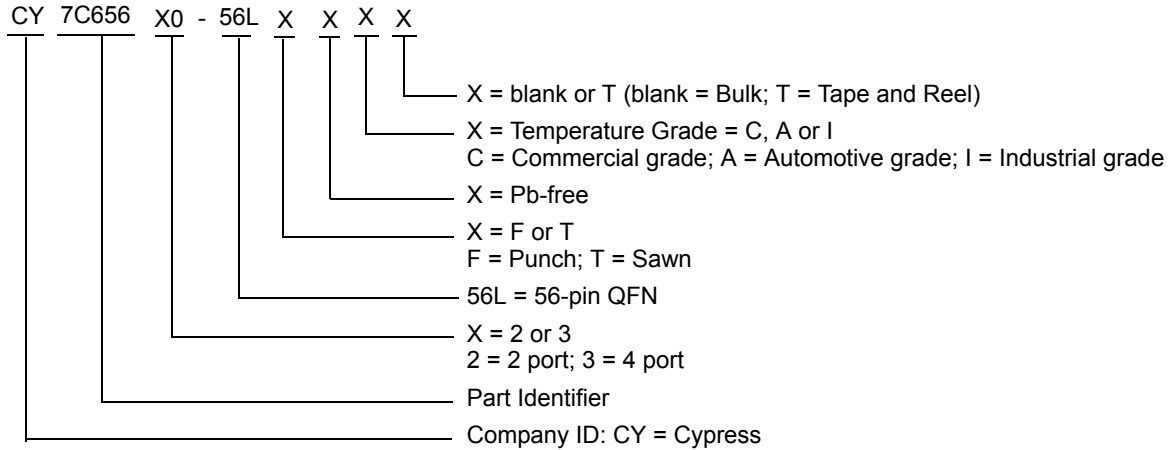 CY 7C656 X0 - 56L X X X X
X = blank or T (blank = Bulk; T = Tape and Reel)
X = Temperature Grade = C, A or I
C = Commercial grade; A = Automotive grade; I = Industrial grade
X = Pb-free
X = F or T
F = Punch; T = Sawn
56L = 56-pin QFN
X = 2 or 3
2 = 2 port; 3 = 4 port
Part Identifier
Company ID: CY = Cypress